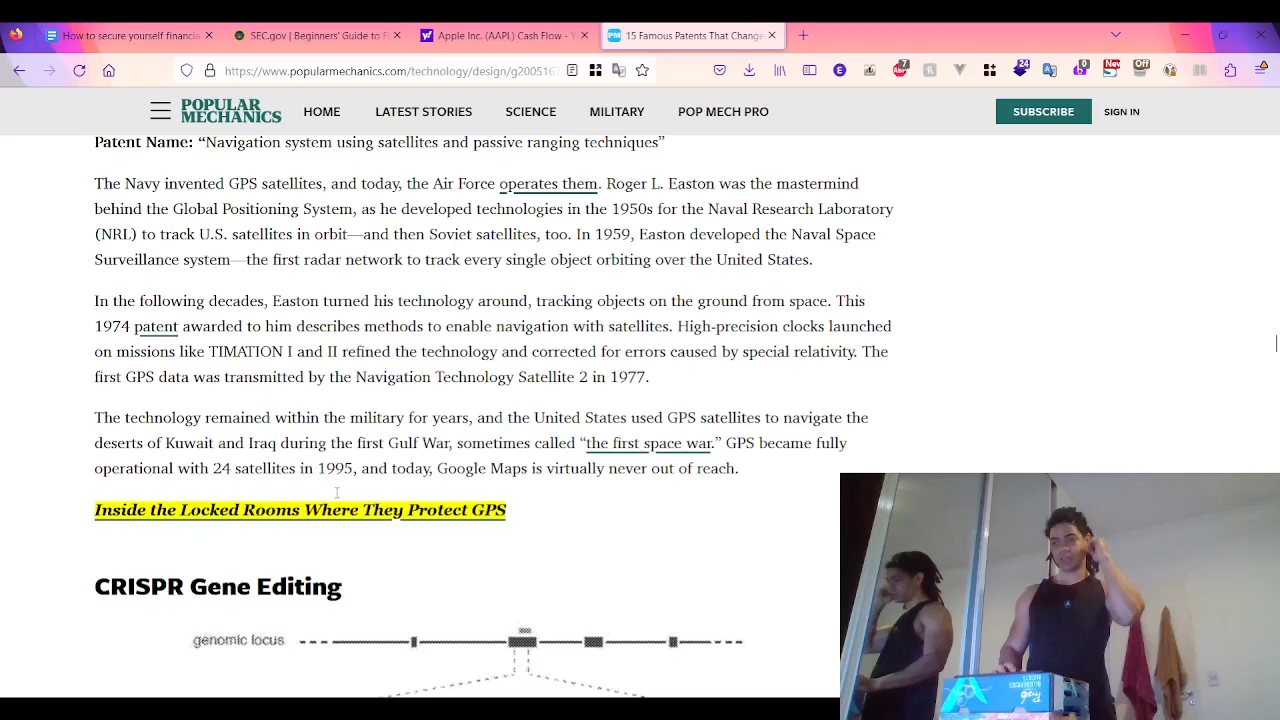 How to secure yourself financie
SEC.gov | Beginners' Guide to Fi
Apple Inc. (AAPL) Cash Flow - Y
15 Famous Patents That Change
https://www.popularmechanics.com/technology/design/g2005167
7
24
0
New
Off
POPULAR
MECHANICS
HOME LATEST STORIES SCIENCE MILITARY POP MECH PRO SUBSCRIBE SIGN IN
Patent Name: “Navigation system using satellites and passive ranging techniques”
The Navy invented GPS satellites, and today, the Air Force operates them. Roger L. Easton was the mastermind
behind the Global Positioning System, as he developed technologies in the 1950s for the Naval Research Laboratory
(NRL) to track U.S. satellites in orbit—and then Soviet satellites, too. In 1959, Easton developed the Naval Space
Surveillance system—the first radar network to track every single object orbiting over the United States.
In the following decades, Easton turned his technology around, tracking objects on the ground from space. This
1974 patent awarded to him describes methods to enable navigation with satellites. High-precision clocks launched
on missions like TIMATION I and II refined the technology and corrected for errors caused by special relativity. The
first GPS data was transmitted by the Navigation Technology Satellite 2 in 1977.
The technology remained within the military for years, and the United States used GPS satellites to navigate the
deserts of Kuwait and Iraq during the first Gulf War, sometimes called “the first space war.” GPS became fully
operational with 24 satellites in 1995, and today, Google Maps is virtually never out of reach.
Inside the Locked Rooms Where They Protect GPS
CRISPR Gene Editing
genomic locus